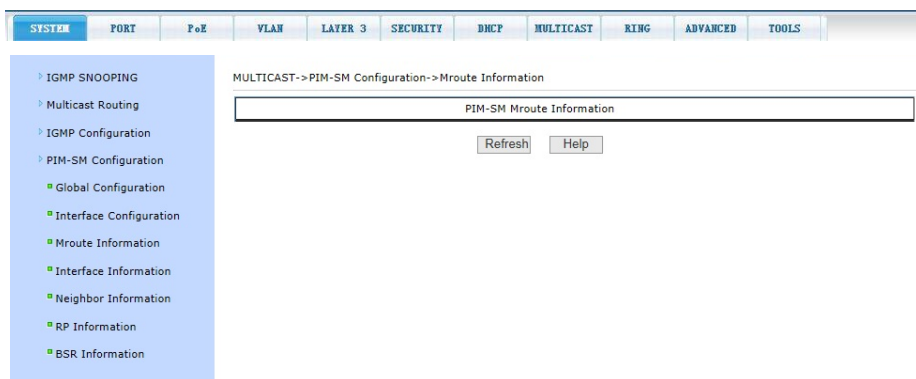 SYSTEM PORT PoE VLAN LAYER 3 SECURITY DHCP MULTICAST RING ADVANCED TOOLS
IGMP SNOOPING
Multicast Routing
IGMP Configuration
PIM-SM Configuration
Global Configuration
Interface Configuration
Mroute Information
Interface Information
Neighbor Information
RP Information
BSR Information
MULTICAST->PIM-SM Configuration->Mroute Information
PIM-SM Mroute Information
Refresh Help